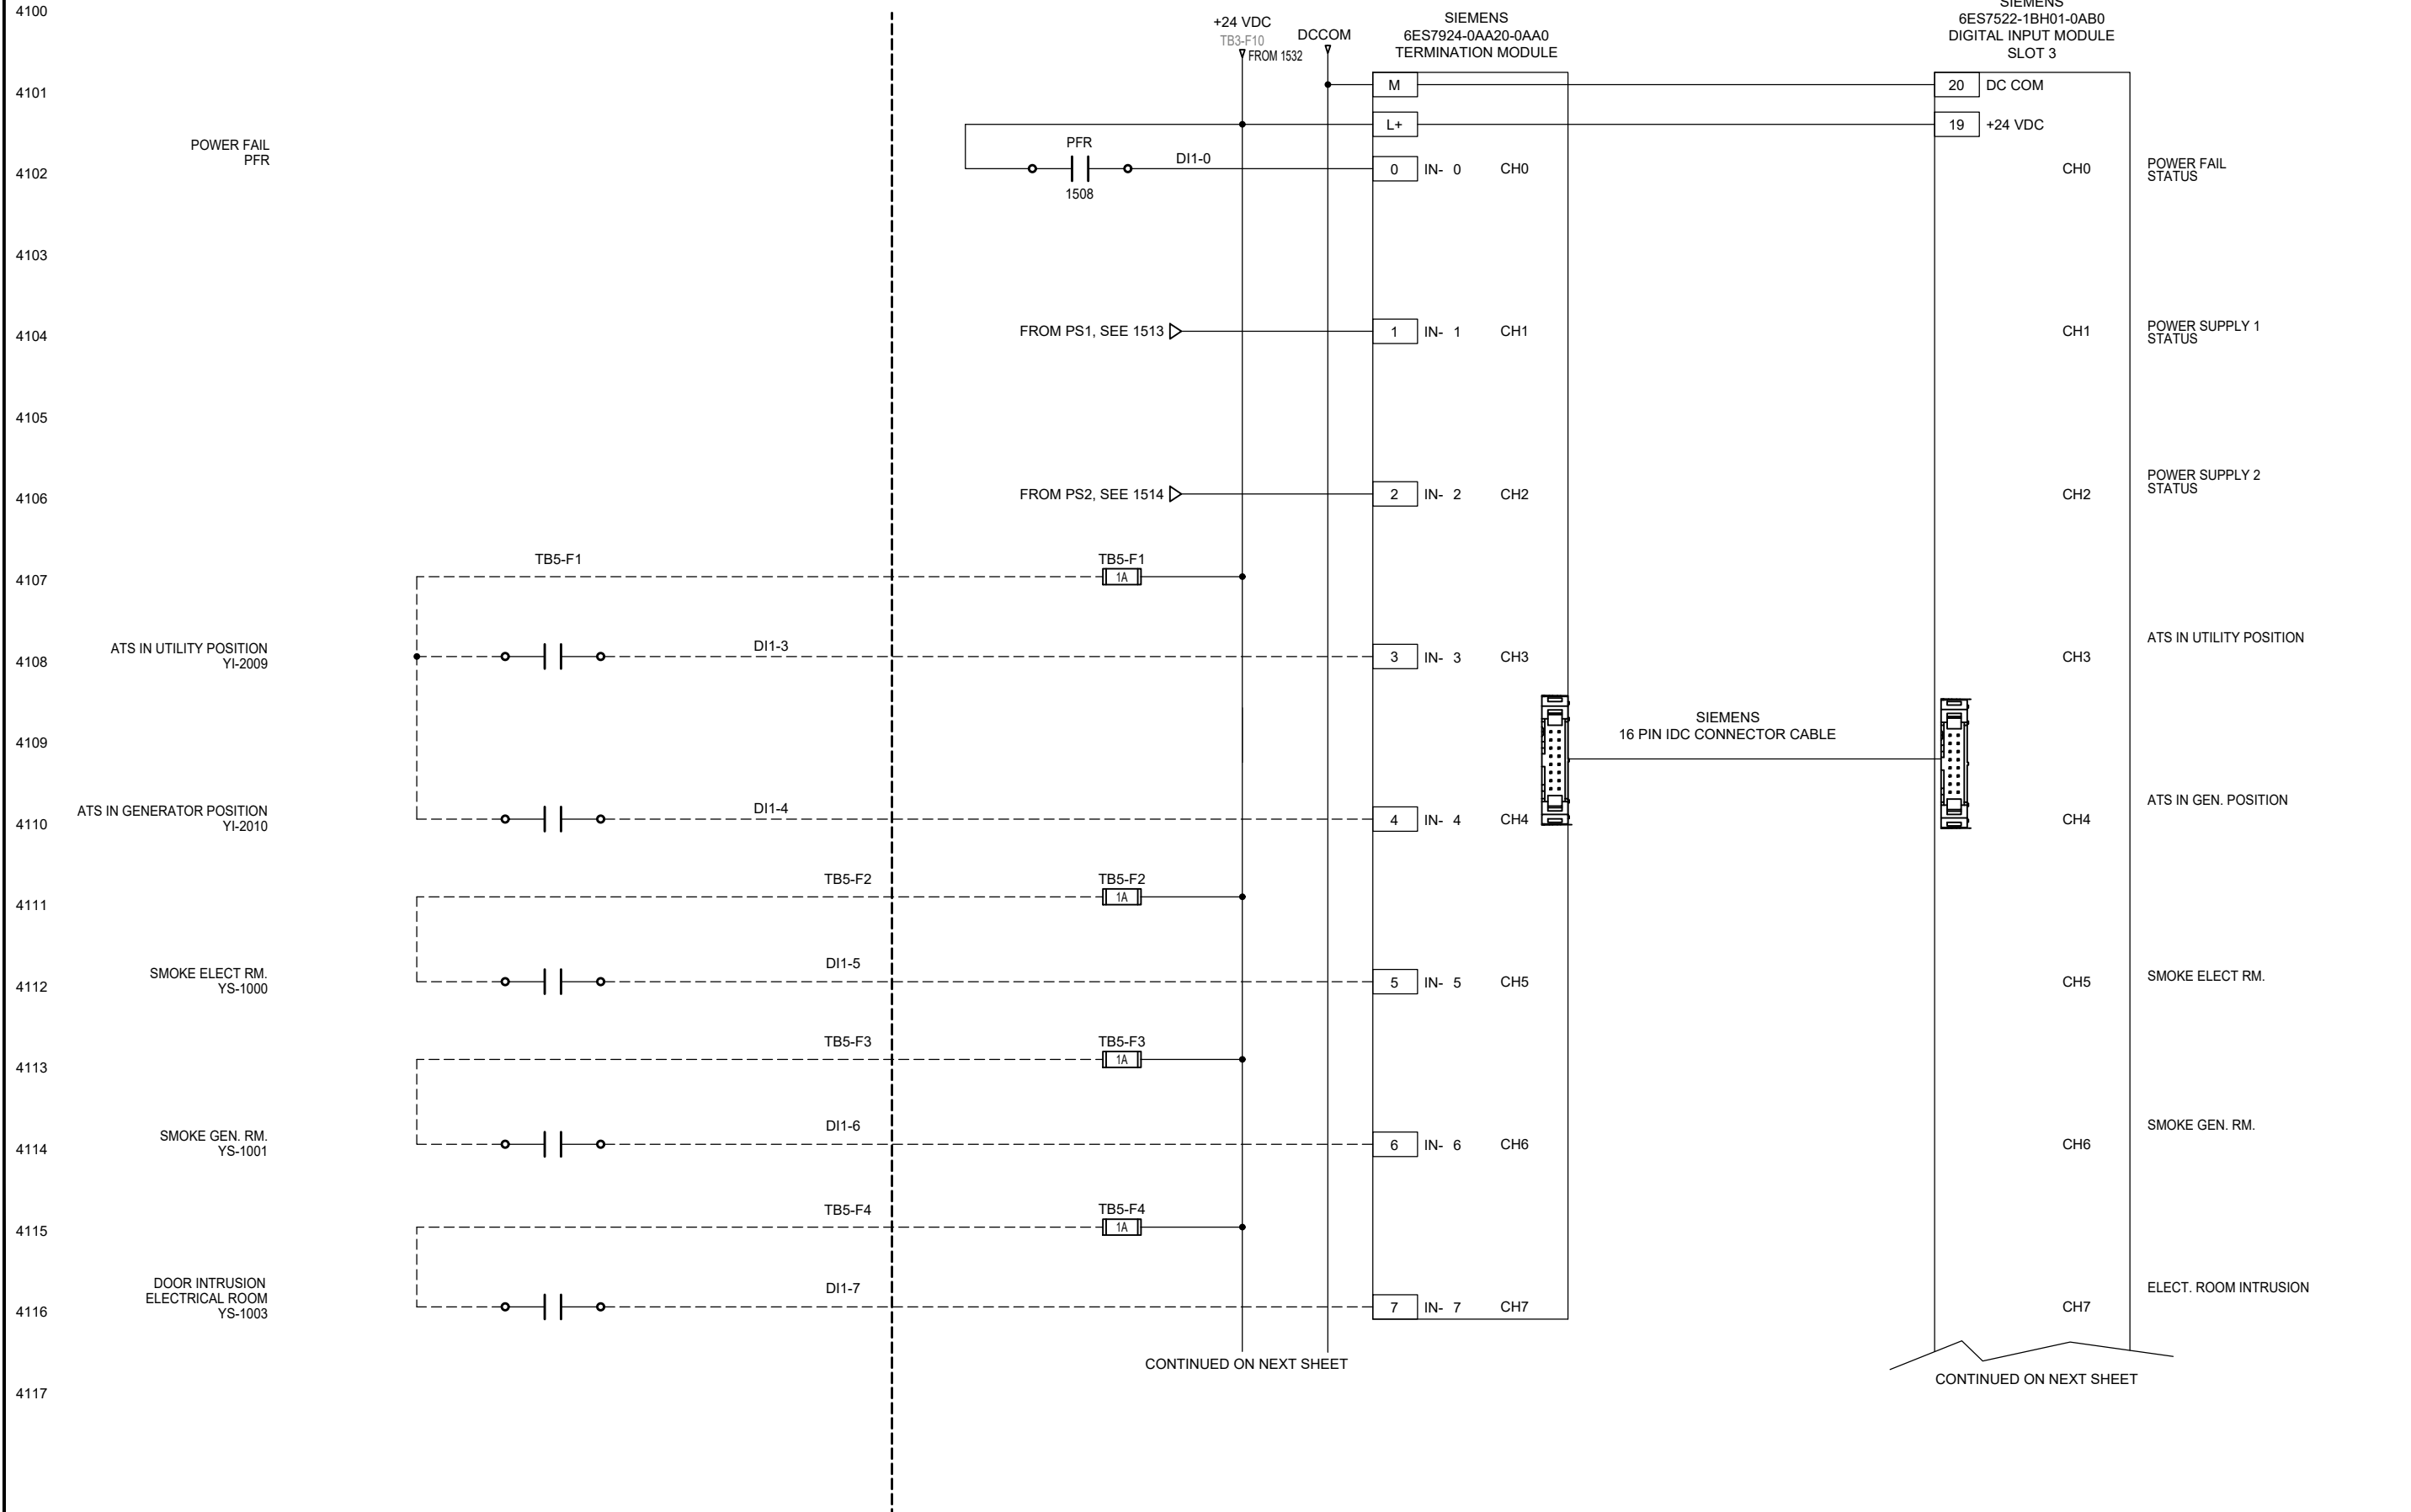 4100
+24 VDC
TB3-F10
FROM 1532
DCCOM
SIEMENS
6ES7924-0AA20-0AA0
TERMINATION MODULE
SIEMENS
6ES7522-1BH01-0AB0
DIGITAL INPUT MODULE
SLOT 3
4101
M
20 DC COM
L+
19 +24 VDC
POWER FAIL
PFR
4102
PFR
1508
DI1-0
0 IN- 0 CH0
CH0
POWER FAIL
STATUS
4103
4104
FROM PS1, SEE 1513
1 IN- 1 CH1
CH1
POWER SUPPLY 1
STATUS
4105
4106
FROM PS2, SEE 1514
2 IN- 2 CH2
CH2
POWER SUPPLY 2
STATUS
4107
TB5-F1
TB5-F1
1A
ATS IN UTILITY POSITION
YI-2009
4108
DI1-3
3 IN- 3 CH3
CH3
ATS IN UTILITY POSITION
4109
SIEMENS
16 PIN IDC CONNECTOR CABLE
ATS IN GENERATOR POSITION
YI-2010
4110
DI1-4
4 IN- 4 CH4
CH4
ATS IN GEN. POSITION
4111
TB5-F2
TB5-F2
1A
SMOKE ELECT RM.
YS-1000
4112
DI1-5
5 IN- 5 CH5
CH5
SMOKE ELECT RM.
4113
TB5-F3
TB5-F3
1A
SMOKE GEN. RM.
YS-1001
4114
DI1-6
6 IN- 6 CH6
CH6
SMOKE GEN. RM.
4115
TB5-F4
TB5-F4
1A
DOOR INTRUSION
ELECTRICAL ROOM
YS-1003
4116
DI1-7
7 IN- 7 CH7
CH7
ELECT. ROOM INTRUSION
CONTINUED ON NEXT SHEET
CONTINUED ON NEXT SHEET
4117